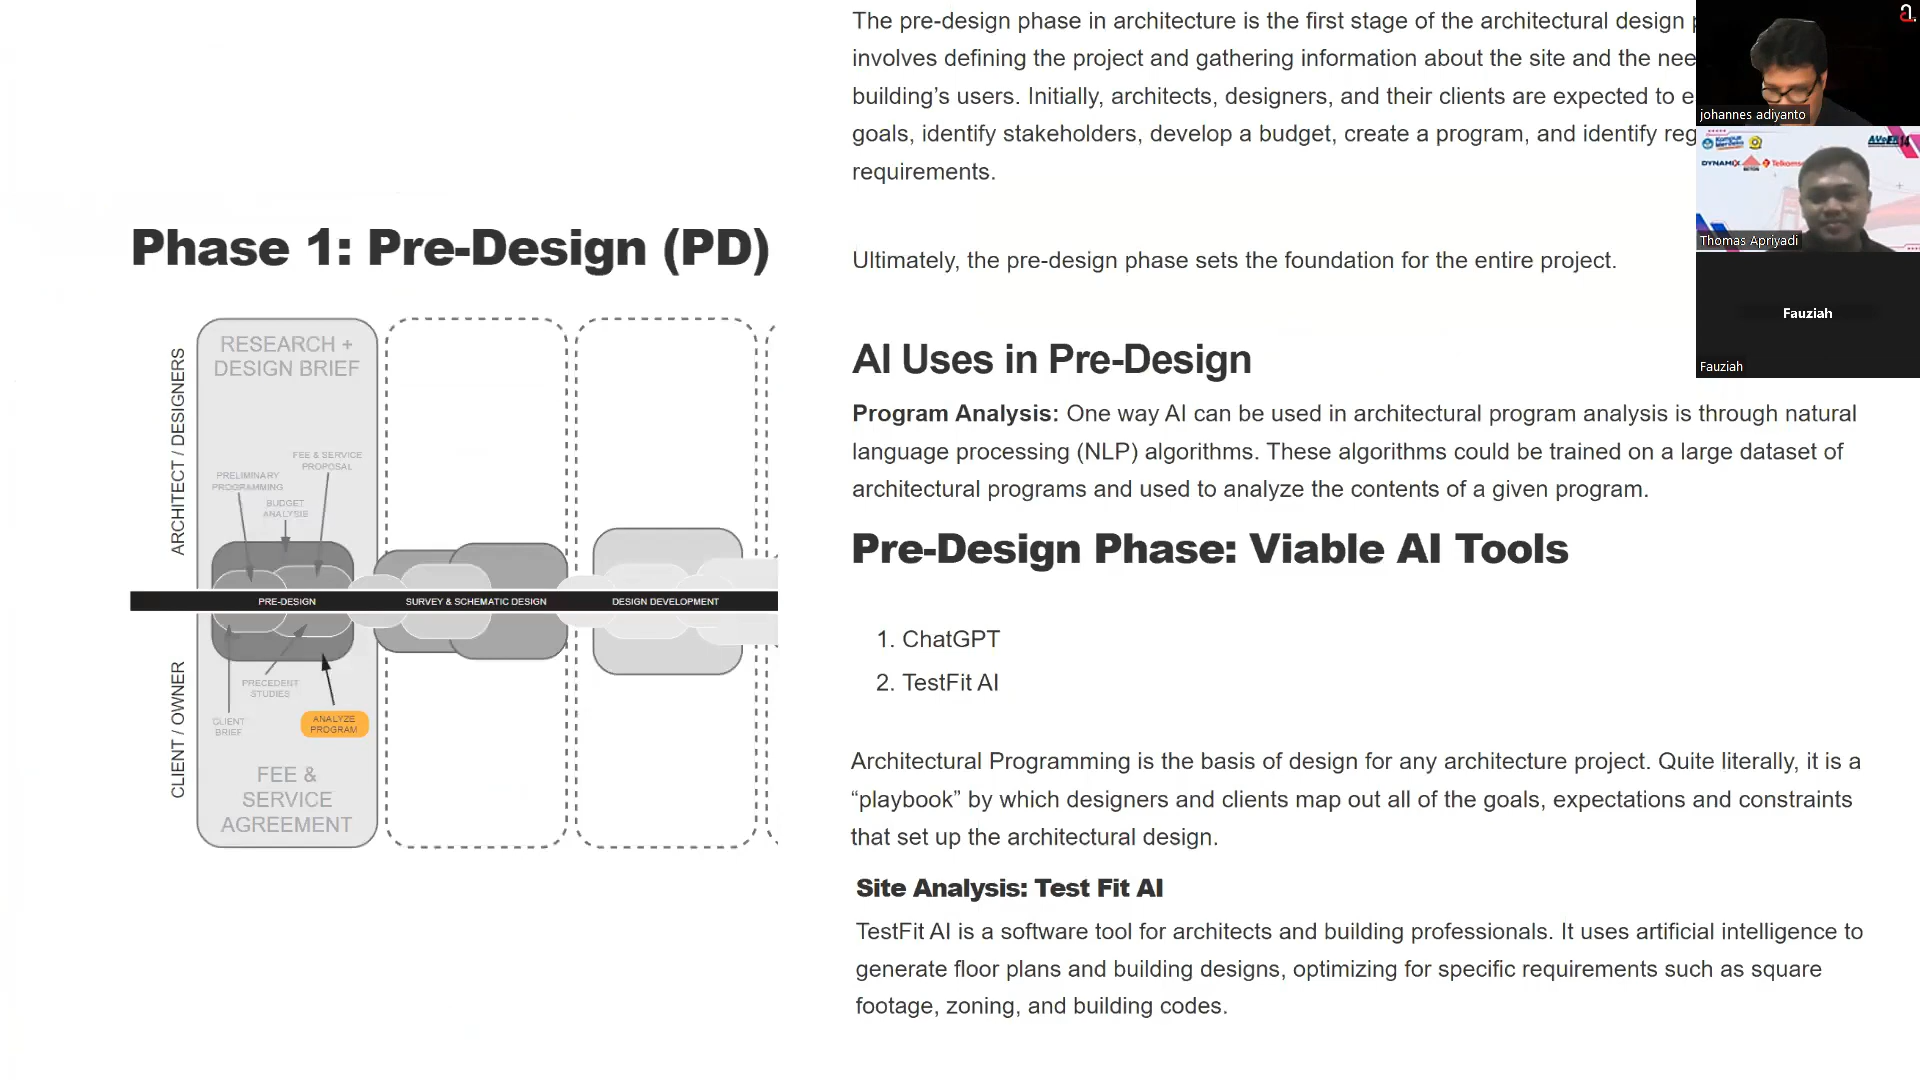 The pre-design phase in architecture is the first stage of the architectural design
involves defining the project and gathering information about the site and the
building’s users. Initially, architects, designers, and their clients are expected to
goals, identify stakeholders, develop a budget, create a program, and identify
requirements.
Ultimately, the pre-design phase sets the foundation for the entire project.
Phase 1: Pre-Design (PD)
ARCHITECT / DESIGNERS
CLIENT / OWNER
RESEARCH +
DESIGN BRIEF
FEE & SERVICE
PROPOSAL
PRELIMINARY
PROGRAMMING
BUDGET
ANALYSIS
PRE-DESIGN
SURVEY & SCHEMATIC DESIGN
DESIGN DEVELOPMENT
PRECEDENT
STUDIES
CLIENT
BRIEF
ANALYZE
PROGRAM
FEE &
SERVICE
AGREEMENT
AI Uses in Pre-Design
Program Analysis: One way AI can be used in architectural program analysis is through natural
language processing (NLP) algorithms. These algorithms could be trained on a large dataset of
architectural programs and used to analyze the contents of a given program.
Pre-Design Phase: Viable AI Tools
1. ChatGPT
2. TestFit AI
Architectural Programming is the basis of design for any architecture project. Quite literally, it is a
“playbook” by which designers and clients map out all of the goals, expectations and constraints
that set up the architectural design.
Site Analysis: Test Fit AI
TestFit AI is a software tool for architects and building professionals. It uses artificial intelligence to
generate floor plans and building designs, optimizing for specific requirements such as square
footage, zoning, and building codes.
johannes adiyanto
DYNAMIX
BETON
Thomas Apriyadi
Fauziah
Fauziah